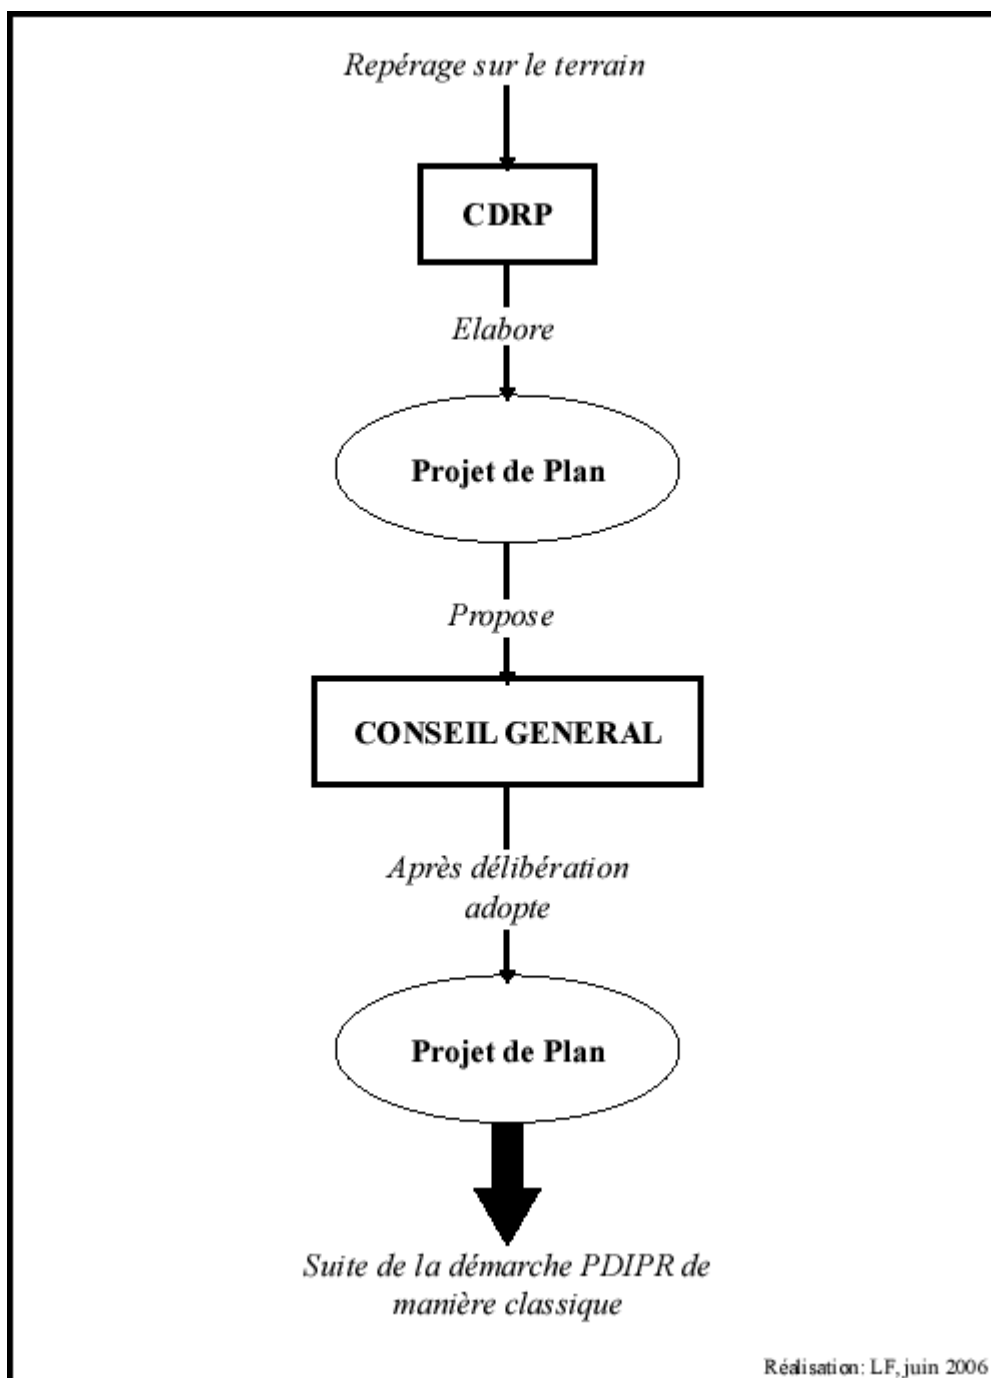 Repérage sur le terrain
CDRP
Elabore
Projet de Plan
Propose
CONSEIL GENERAL
Après délibération
adopte
Projet de Plan
Suite de la démarche PDIPR de
manière classique
Réalisation: LF, juin 2006